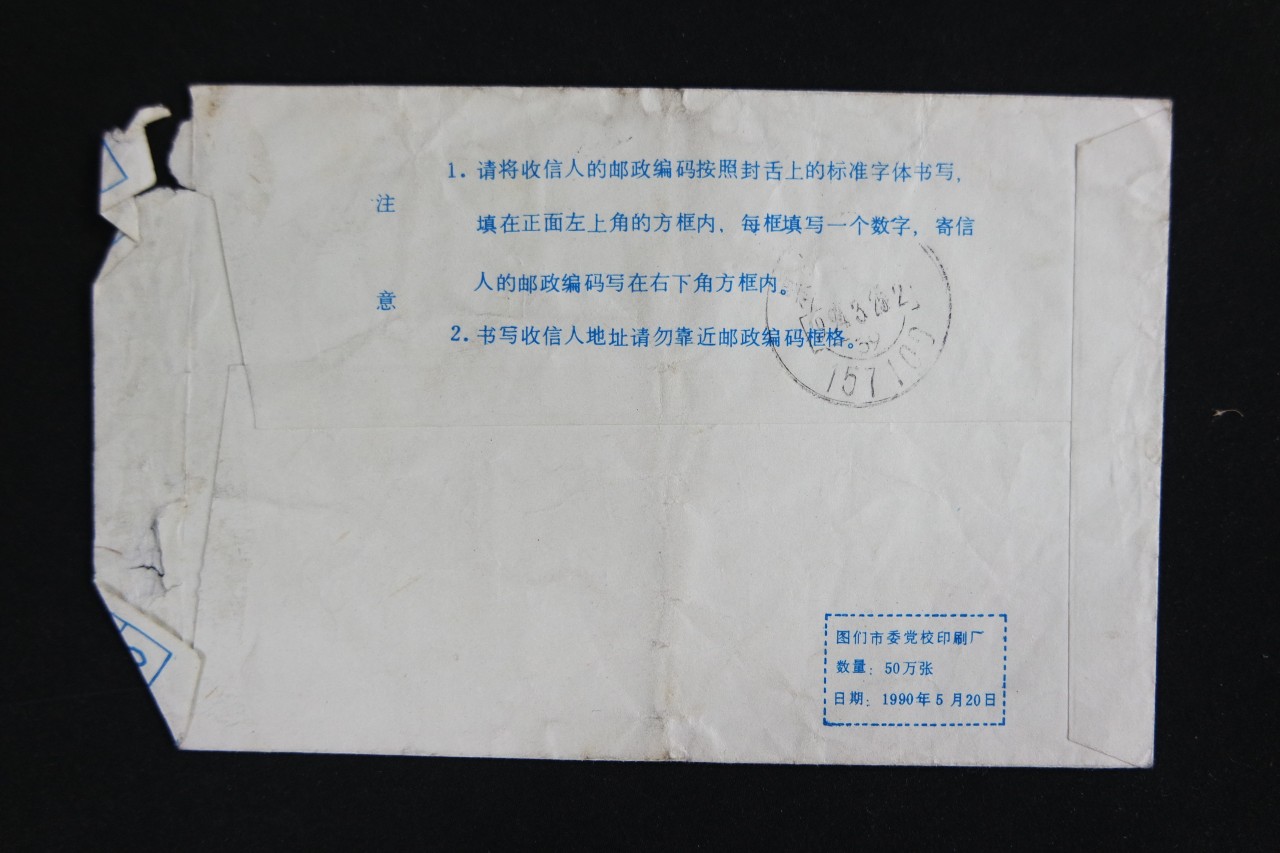 注意
1. 请将收信人的邮政编码按照封舌上的标准字体书写,
填在正面左上角的方框内、每框填写一个数字, 寄信
人的邮政编码写在右下角方框内。
2. 书写收信人地址请勿靠近邮政编码框格。
图们市委党校印刷厂
数量: 50万张
日期: 1990年5月20日